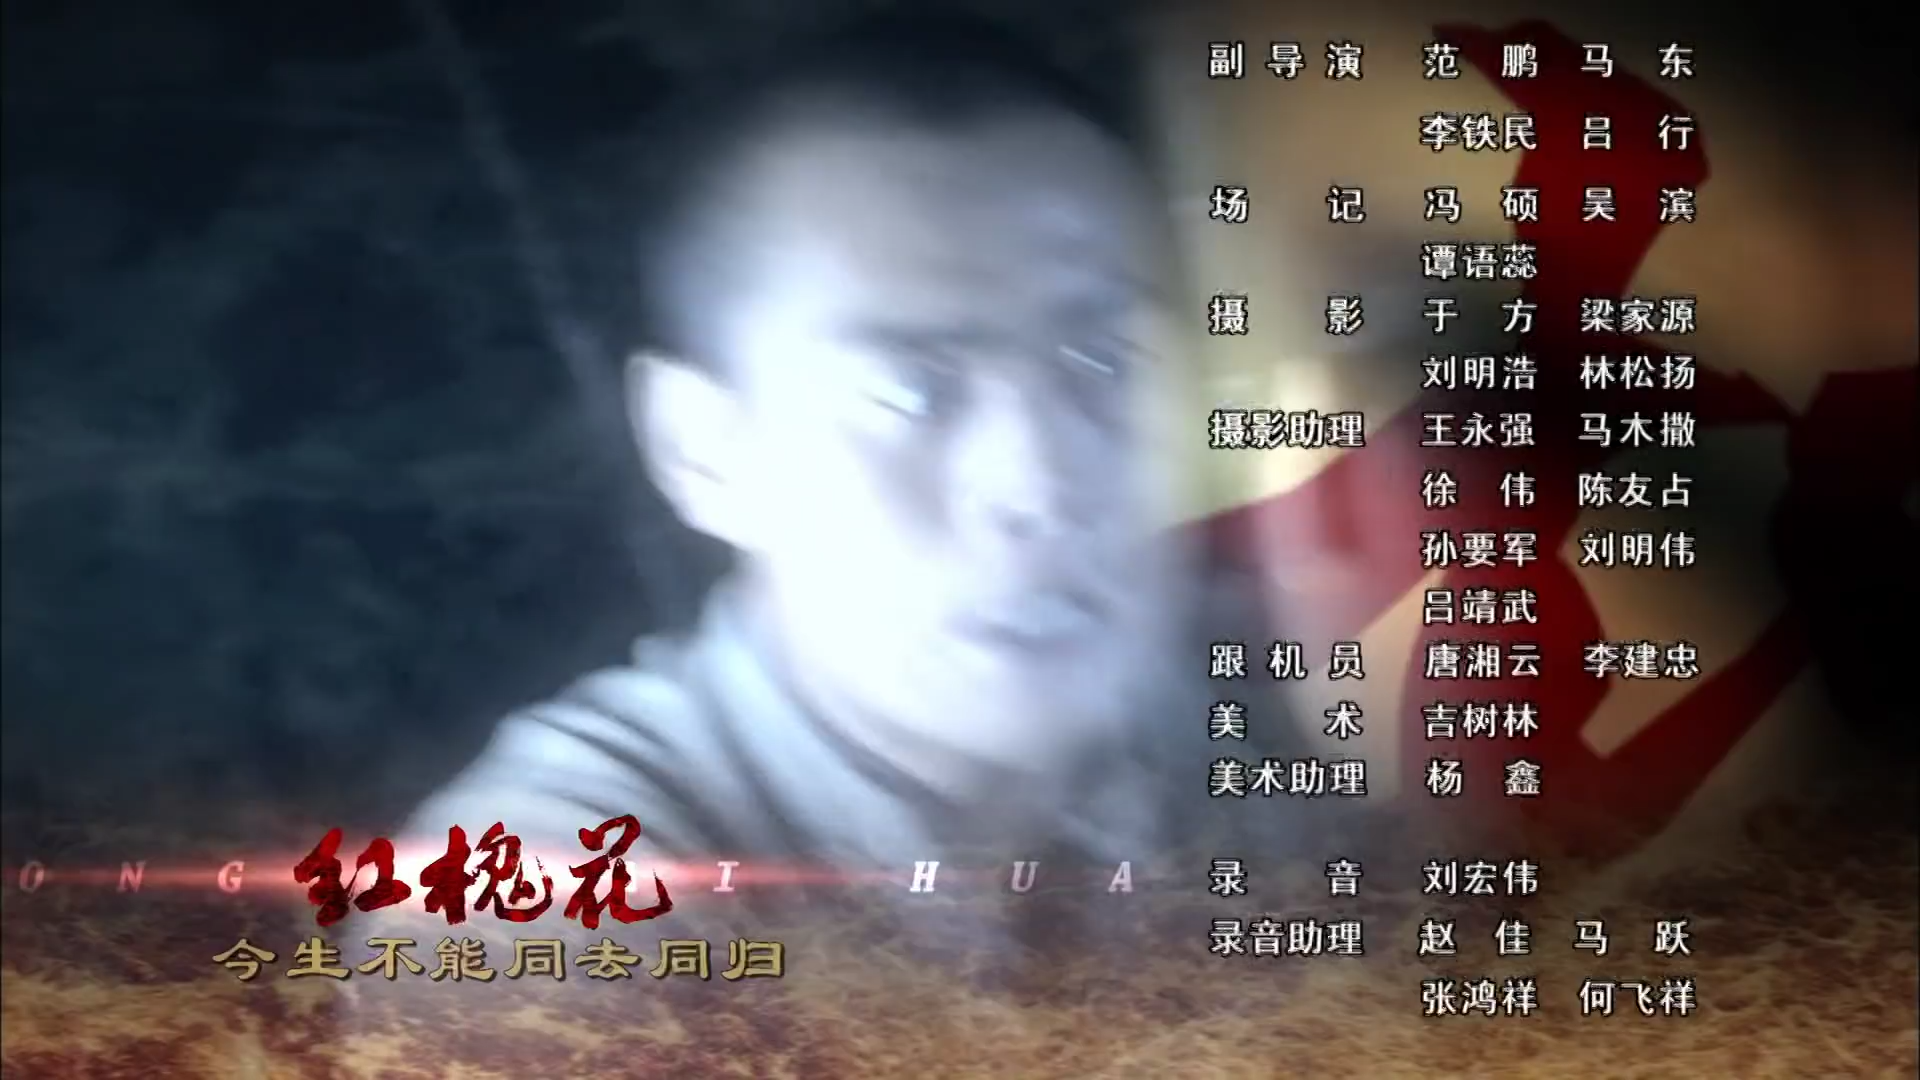 副导演 范鹏 马东
李铁民 吕行
场记 冯硕 吴滨
谭语蕊
摄影 于方 梁家源
刘明浩 林松扬
摄影助理 王永强 马木撒
徐伟 陈友占
孙要军 刘明伟
吕靖武
跟机员 唐湘云 李建忠
美术 吉树林
美术助理 杨鑫
录音 刘宏伟
录音助理 赵佳 马跃
张鸿祥 何飞祥
红槐花
ONG I HUA
今生不能同去同归